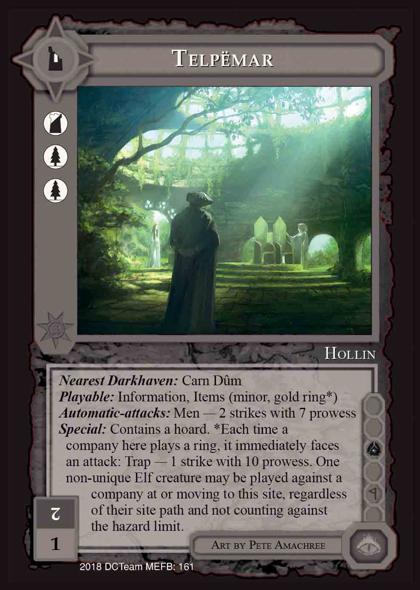 Telpëmar
Hollin
Nearest Darkhaven: Carn Dûm
Playable: Information, Items (minor, gold ring*)
Automatic-attacks: Men — 2 strikes with 7 prowess
Special: Contains a hoard. *Each time a
company here plays a ring, it immediately faces
an attack: Trap — 1 strike with 10 prowess. One
non-unique Elf creature may be played against a
company at or moving to this site, regardless
of their site path and not counting against
the hazard limit.
2
1
Art by Pete Amachree
2018 DCTeam MEFB: 161